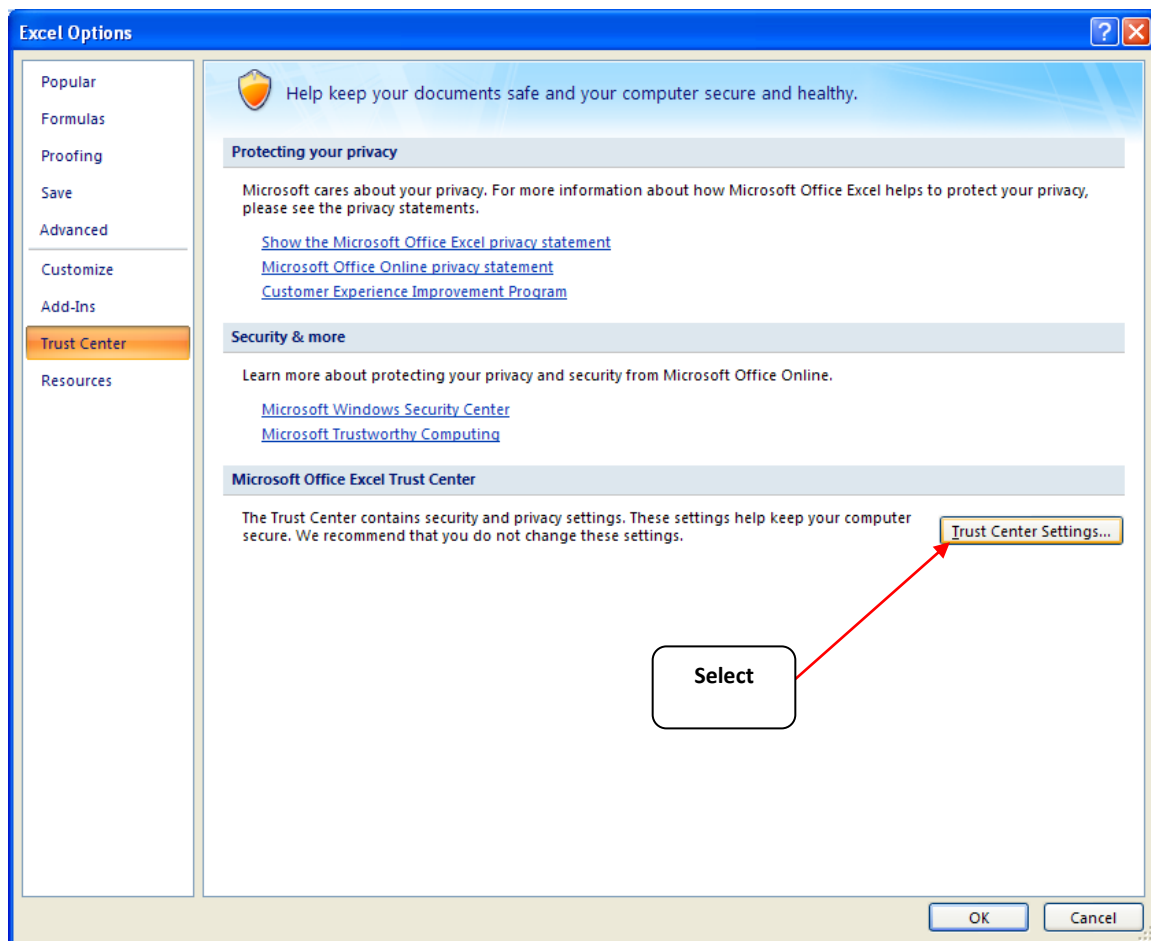 Excel Options
Popular
Formulas
Proofing
Save
Advanced
Customize
Add-Ins
Trust Center
Resources
Help keep your documents safe and your computer secure and healthy.
Protecting your privacy
Microsoft cares about your privacy. For more information about how Microsoft Office Excel helps to protect your privacy,
please see the privacy statements.
Show the Microsoft Office Excel privacy statement
Microsoft Office Online privacy statement
Customer Experience Improvement Program
Security & more
Learn more about protecting your privacy and security from Microsoft Office Online.
Microsoft Windows Security Center
Microsoft Trustworthy Computing
Microsoft Office Excel Trust Center
The Trust Center contains security and privacy settings. These settings help keep your computer
secure. We recommend that you do not change these settings.
Trust Center Settings...
Select
OK
Cancel